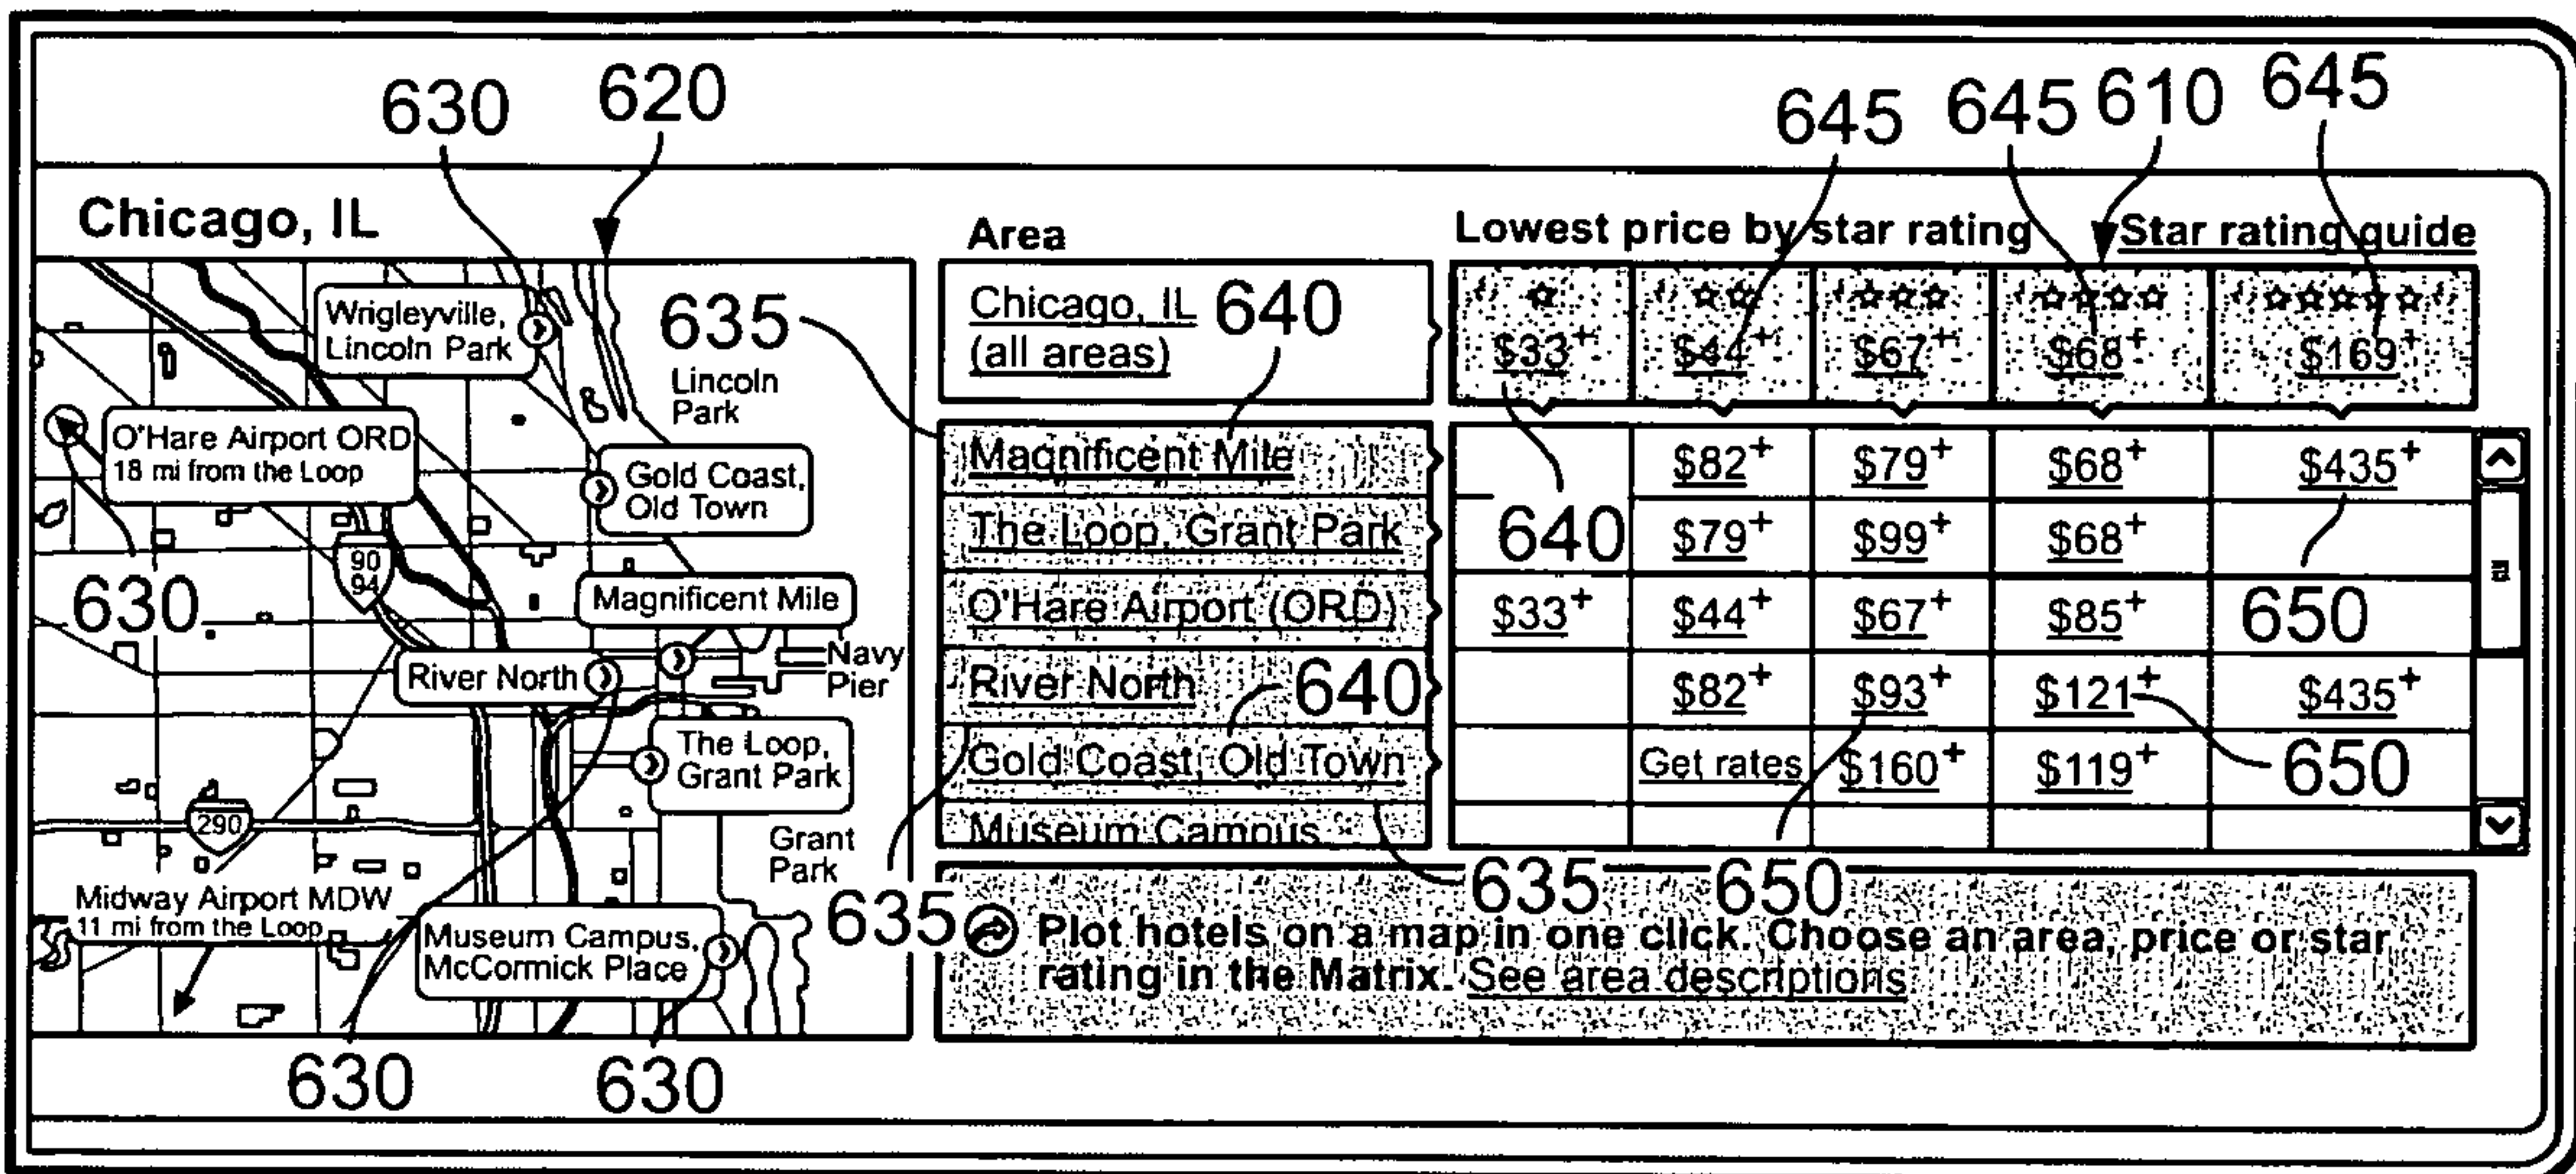 630 620 645 645 610 645
Chicago, IL
Wrigleyville,
Lincoln Park
635
Lincoln
Park
O'Hare Airport ORD
18 mi from the Loop
Gold Coast,
Old Town
90
94
630
Magnificent Mile
River North
Navy
Pier
The Loop,
Grant Park
290
Grant
Park
Midway Airport MDW
11 mi from the Loop
635
Museum Campus,
McCormick Place
630 630
Area Lowest price by star rating Star rating guide
Chicago, IL 640
(all areas)
☆ ☆☆ ☆☆☆ ☆☆☆☆ ☆☆☆☆☆
$33+ $44+ $67+ $68+ $169+
Magnificent Mile $82+ $79+ $68+ $435+
The Loop, Grant Park 640 $79+ $99+ $68+
O'Hare Airport (ORD) $33+ $44+ $67+ $85+ 650
River North 640 $82+ $93+ $121+ $435+
Gold Coast, Old Town Get rates $160+ $119+ 650
Museum Campus
635 650
Plot hotels on a map in one click. Choose an area, price or star
rating in the Matrix. See area descriptions